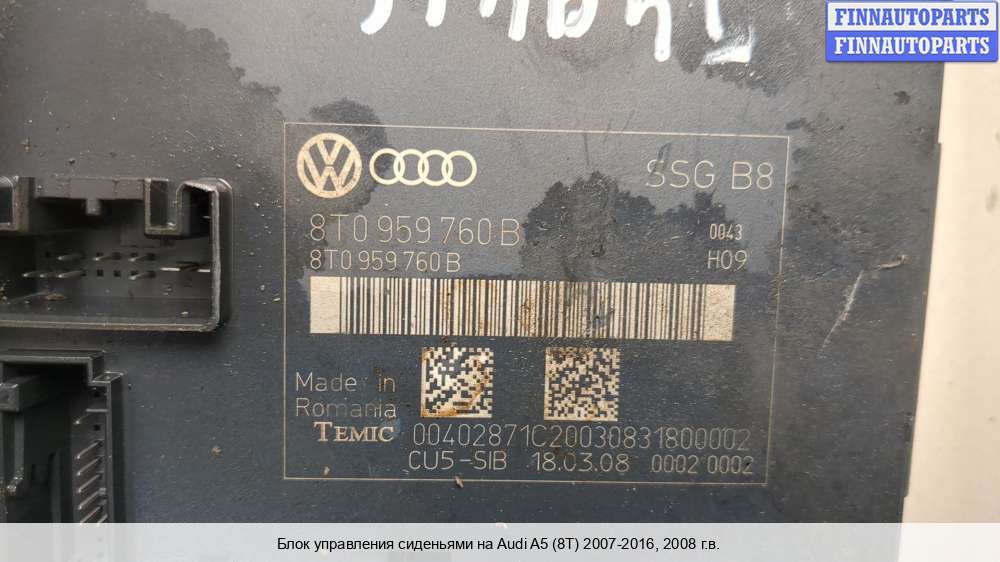 FINNAUTOPARTS
FINNAUTOPARTS
SSG B8
8T0 959 760 B
0043
8T0 959 760 B
H09
Made in
Romania
TEMIC
00402871C20030831800002
CU5-SIB 18.03.08 0002 0002
Блок управления сиденьями на Audi A5 (8T) 2007-2016, 2008 г.в.